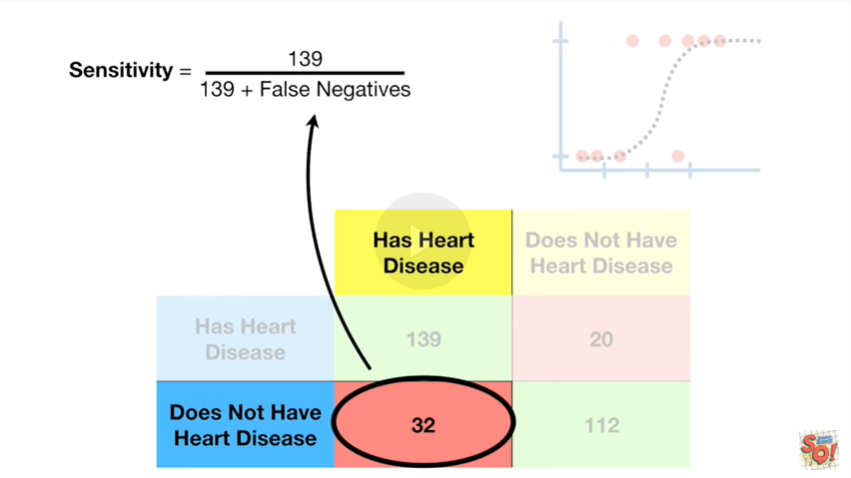 139
Sensitivity =
139 + False Negatives
Has Heart
Disease
Does Not Have
Heart Disease
Has Heart
Disease
139
20
Does Not Have
Heart Disease
32
112
SQ!